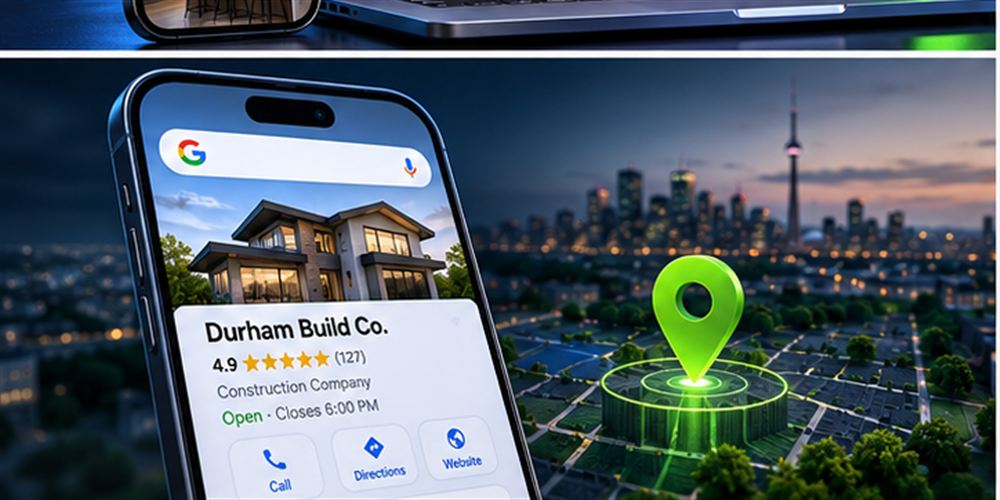 G
Durham Build Co.
4.9 ★★★★★ (127)
Construction Company
Open · Closes 6:00 PM
Call Directions Website